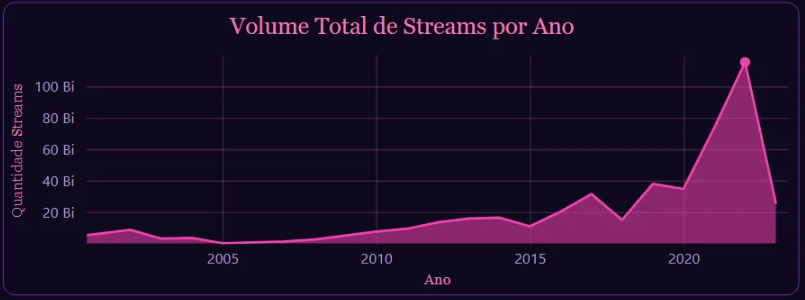 Volume Total de Streams por Ano
Quantidade Streams
100 Bi
80 Bi
60 Bi
40 Bi
20 Bi
2005 2010 2015 2020
Ano